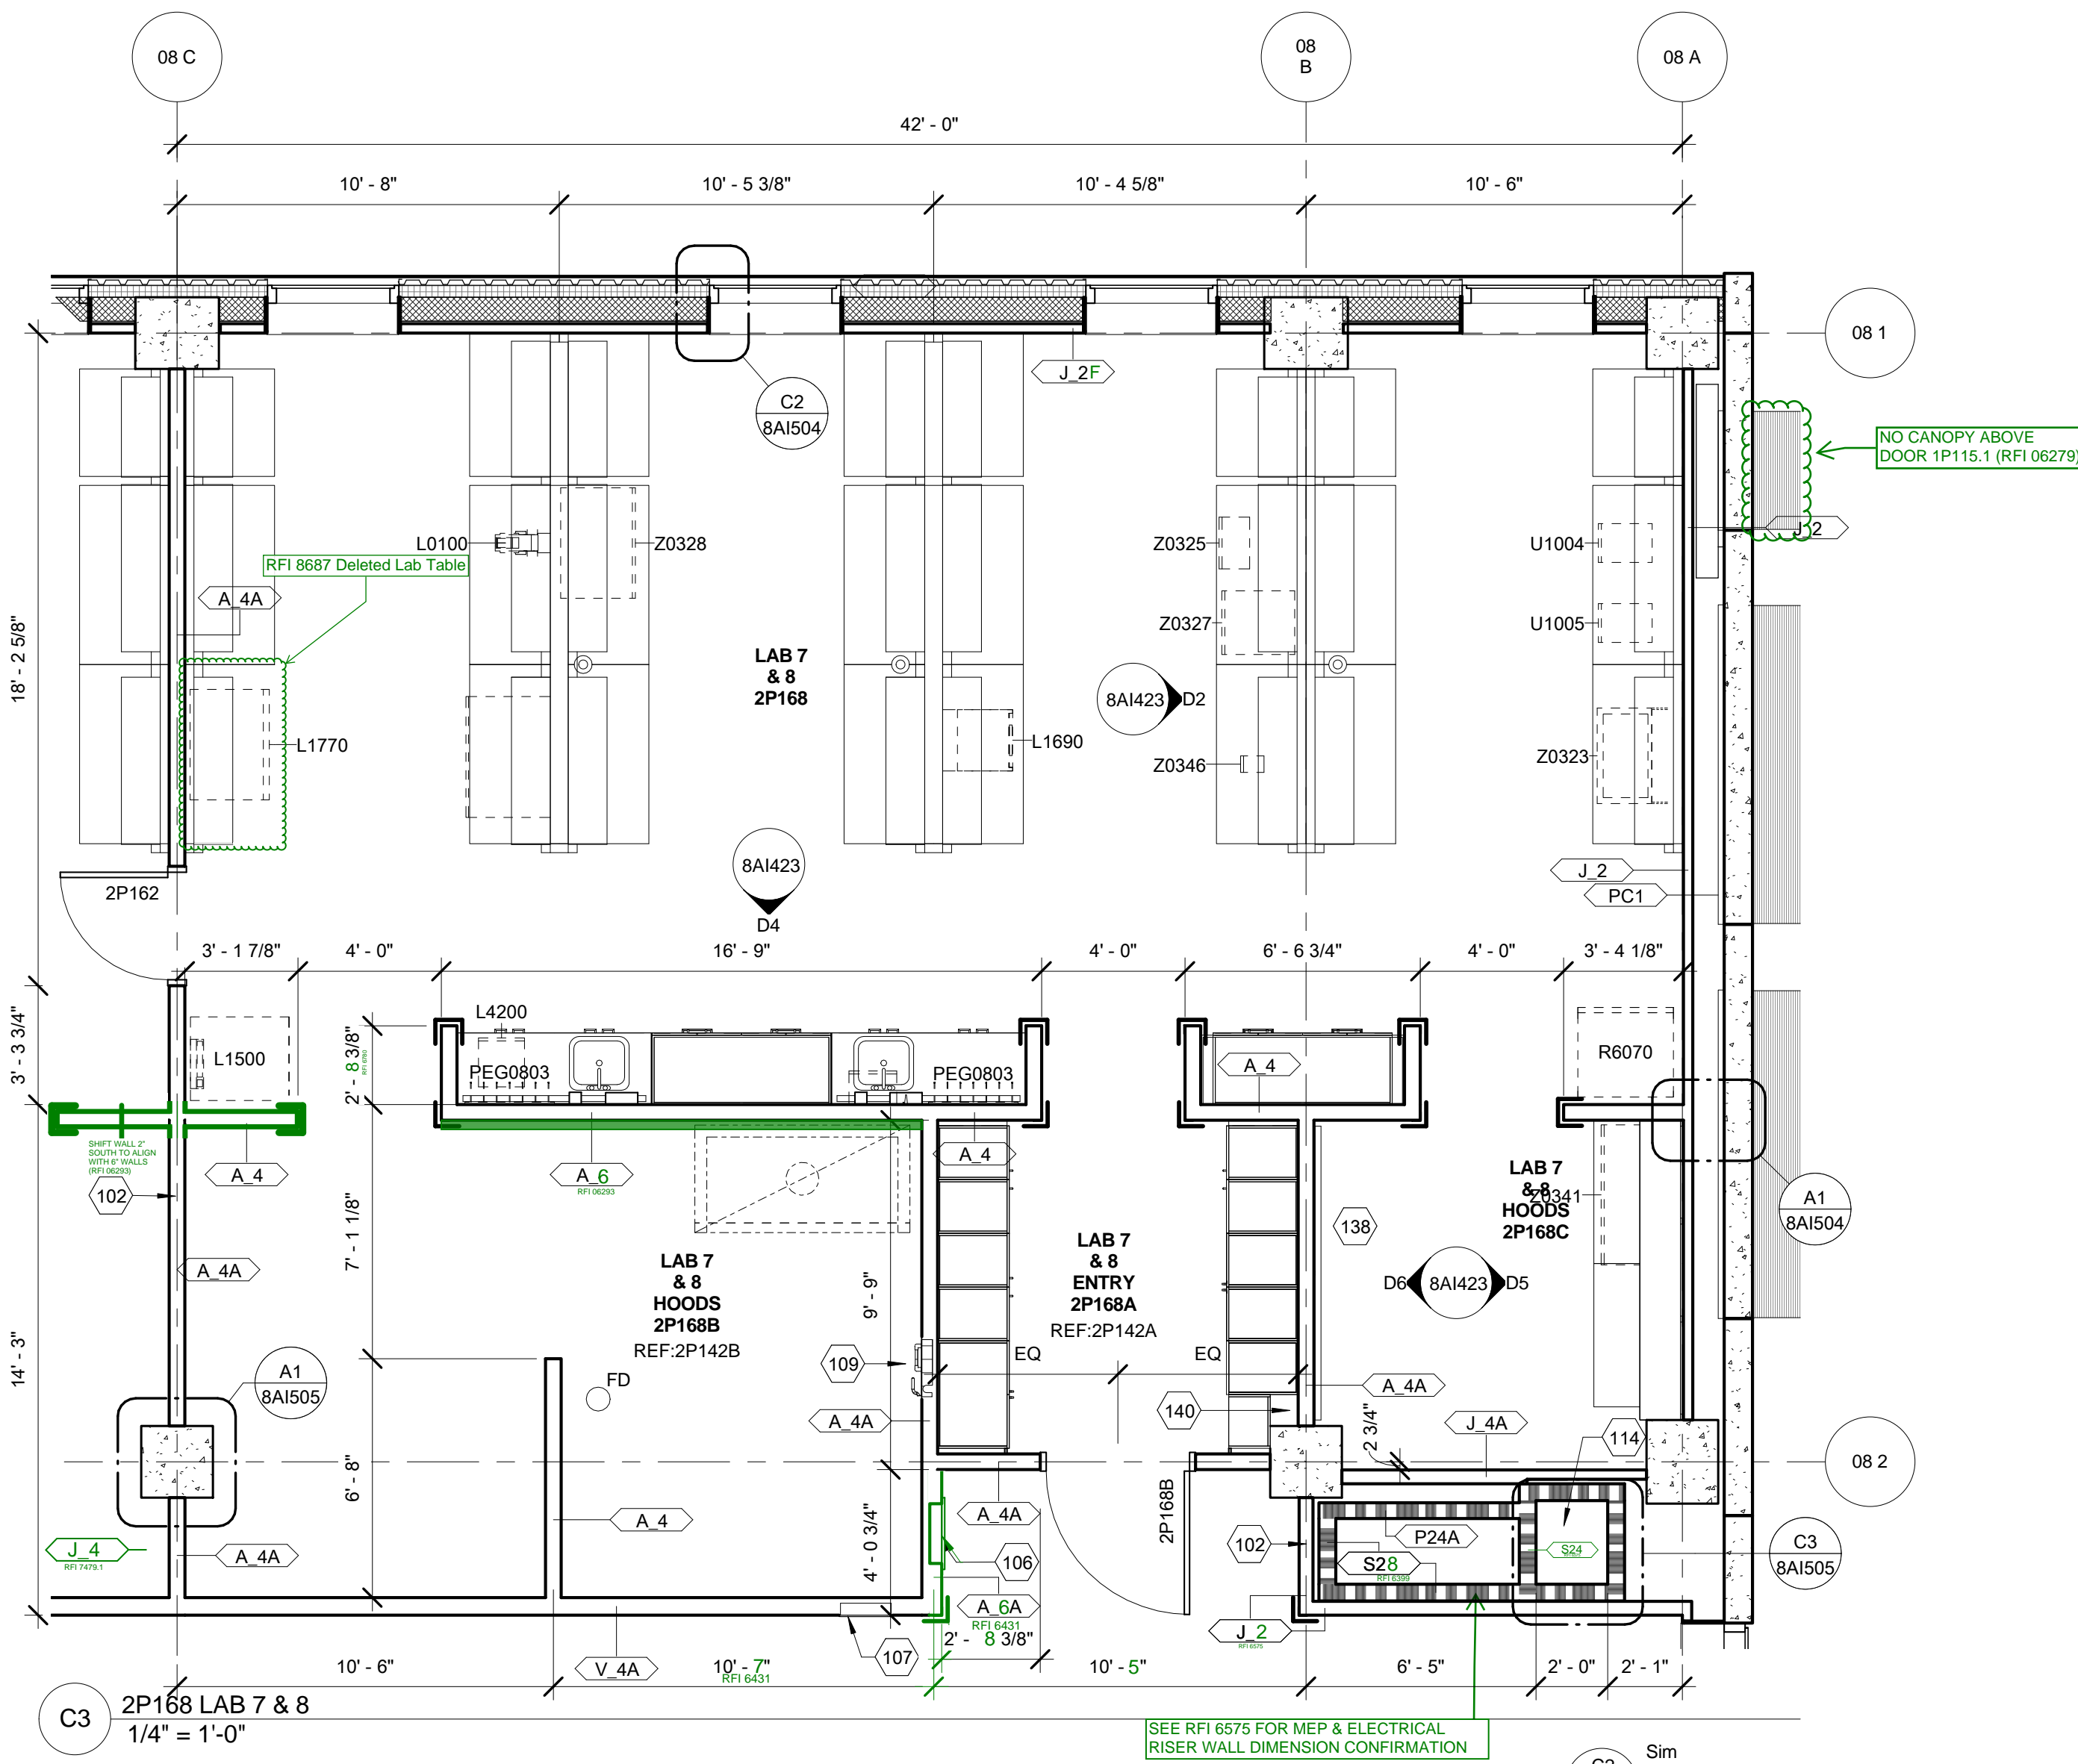 08 C
08
B
08 A
42' - 0"
10' - 8"
10' - 5 3/8"
10' - 4 5/8"
10' - 6"
08 1
J_2F
C2
8AI504
NO CANOPY ABOVE
DOOR 1P115.1 (RFI 06279)
J_2
L0100
Z0328
Z0325
U1004
RFI 8687 Deleted Lab Table
A_4A
Z0327
U1005
18' - 2 5/8"
LAB 7
& 8
2P168
8AI423
D2
L1770
L1690
Z0346
Z0323
8AI423
D4
2P162
J_2
PC1
3' - 1 7/8"
4' - 0"
16' - 9"
4' - 0"
6' - 6 3/4"
4' - 0"
3' - 4 1/8"
3' - 3 3/4"
L1500
2' - 8 3/8"
RFI 6780
L4200
PEG0803
PEG0803
A_4
R6070
SHIFT WALL 2"
SOUTH TO ALIGN
WITH 6" WALLS
(RFI 06293)
A_4
102
A_6
RFI 06293
A_4
LAB 7
& 8
HOODS
2P168C
Z0341
A1
8AI504
138
7' - 1 1/8"
A_4A
LAB 7
& 8
HOODS
2P168B
REF:2P142B
9' - 9"
LAB 7
& 8
ENTRY
2P168A
REF:2P142A
D6
8AI423
D5
14' - 3"
A1
8AI505
FD
109
EQ
EQ
A_4A
A_4A
140
2 3/4"
J_4A
114
08 2
6' - 8"
A_4
A_4A
2P168B
J_4
RFI 7479.1
A_4A
4' - 0 3/4"
106
102
P24A
S28
RFI 6399
S24
C3
8AI505
A_6A
RFI 6431
2' - 8 3/8"
J_2
RFI 6575
107
V_4A
10' - 6"
10' - 7"
RFI 6431
10' - 5"
6' - 5"
2' - 0"
2' - 1"
C3
2P168 LAB 7 & 8
1/4" = 1'-0"
SEE RFI 6575 FOR MEP & ELECTRICAL
RISER WALL DIMENSION CONFIRMATION
Sim